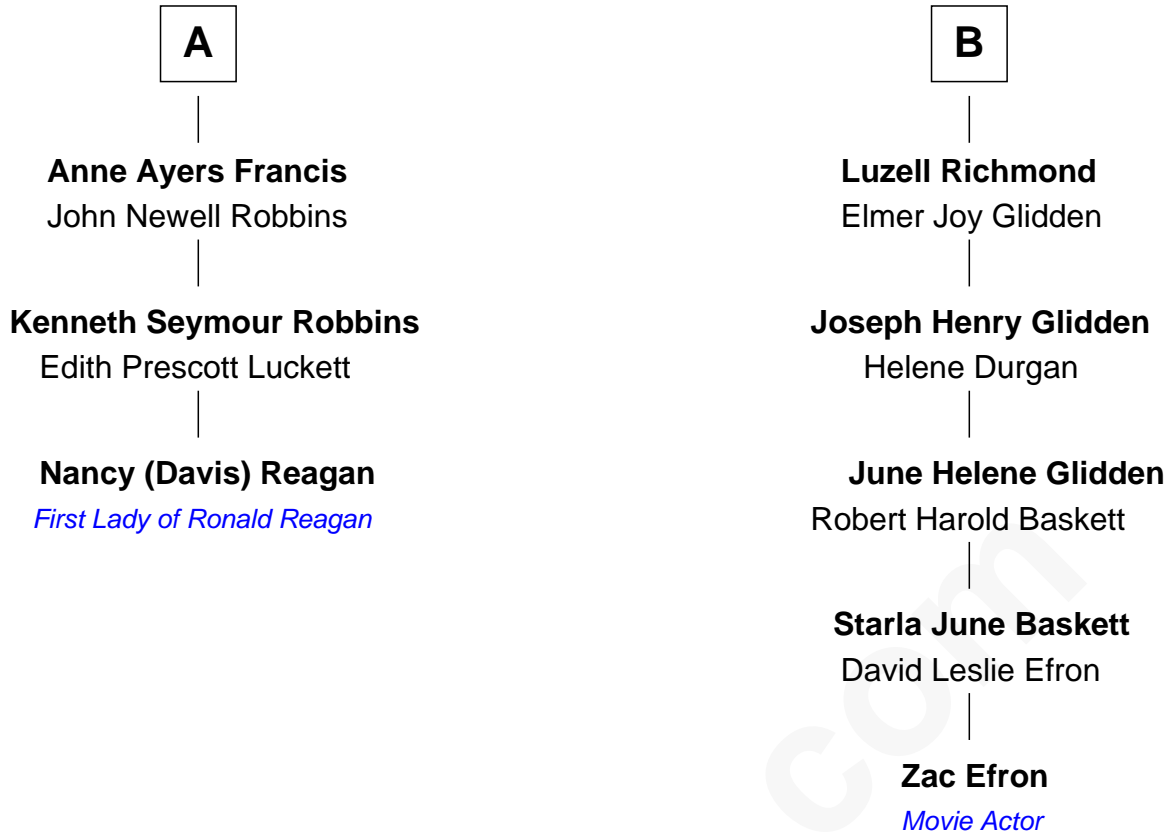 A
Anne Ayers Francis
John Newell Robbins
Kenneth Seymour Robbins
Edith Prescott Luckett
Nancy (Davis) Reagan
First Lady of Ronald Reagan
B
Luzell Richmond
Elmer Joy Glidden
Joseph Henry Glidden
Helene Durgan
June Helene Glidden
Robert Harold Baskett
Starla June Baskett
David Leslie Efron
Zac Efron
Movie Actor
com